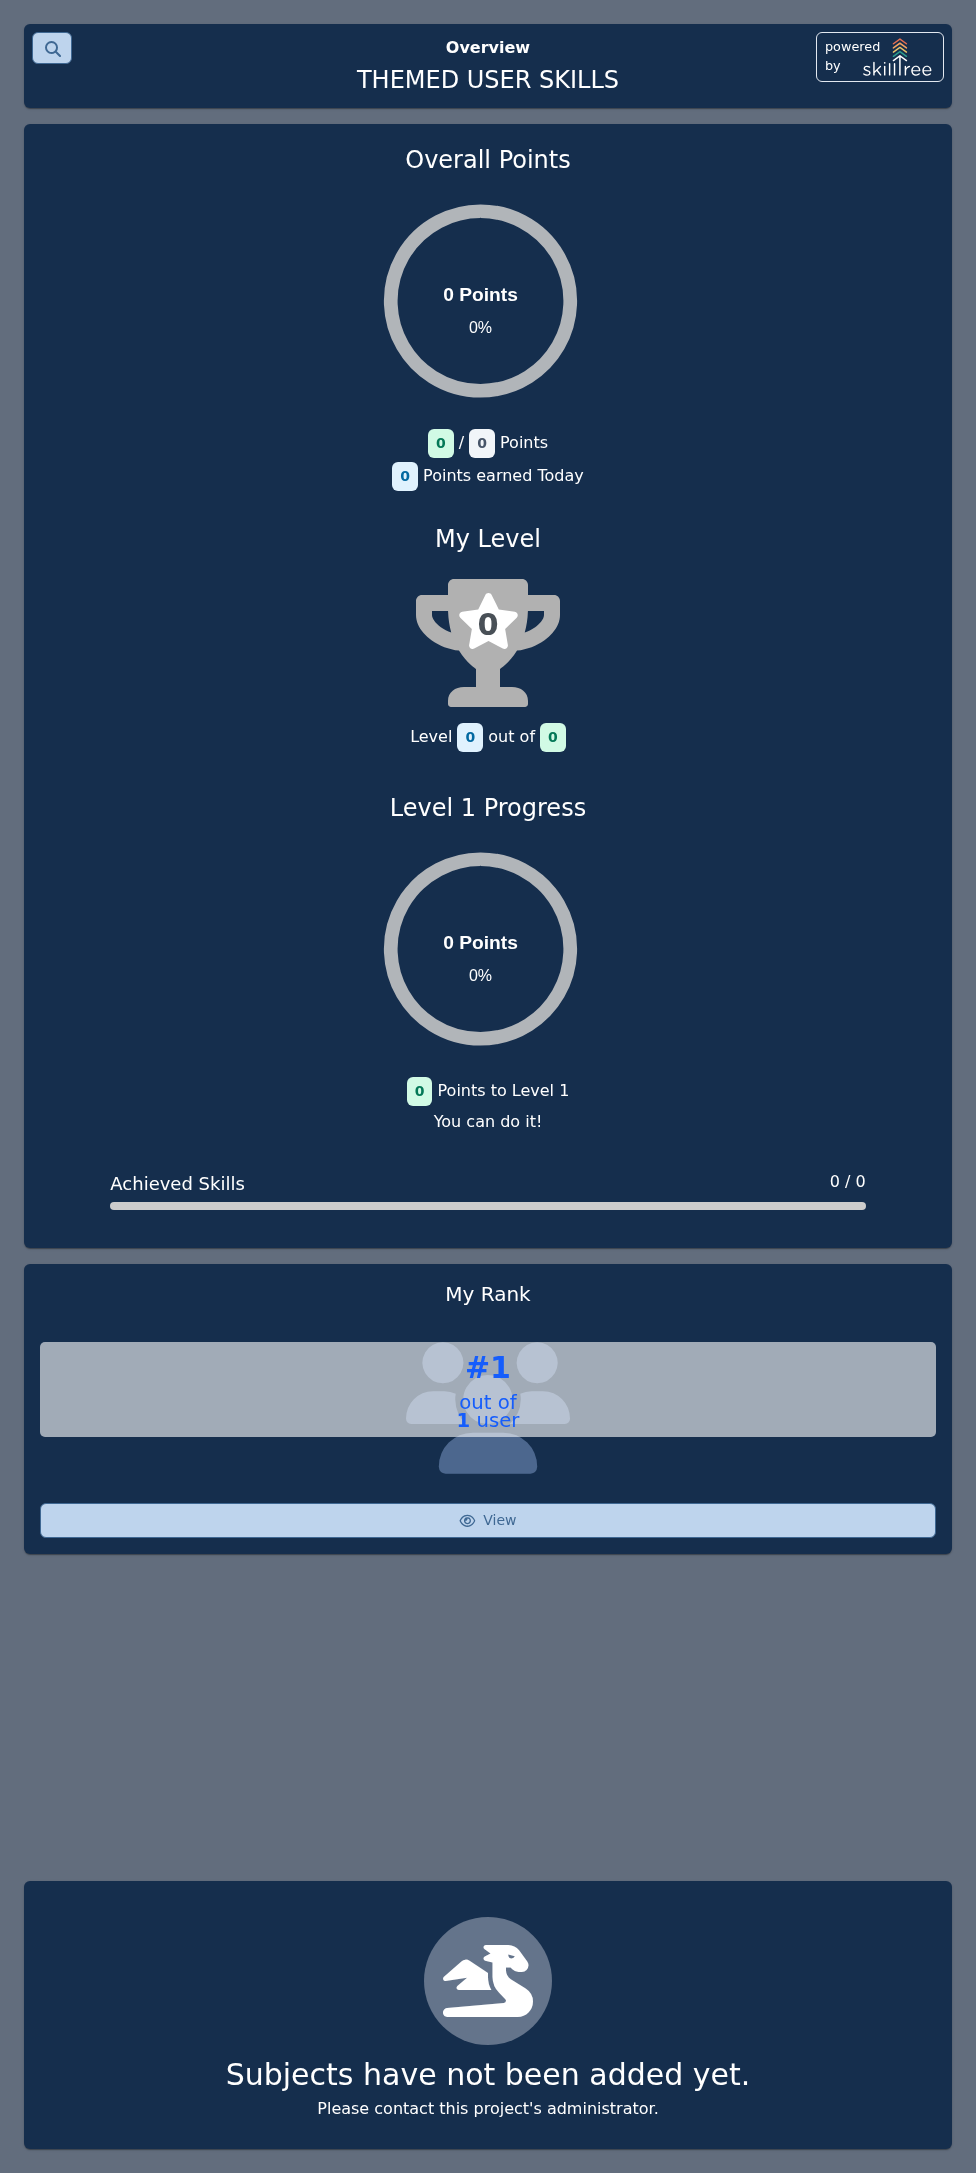 Overview
THEMED USER SKILLS
powered
by
skilltree
Overall Points
0 Points
0%
0 / 0 Points
0 Points earned Today
My Level
0
Level 0 out of 0
Level 1 Progress
0 Points
0%
0 Points to Level 1
You can do it!
Achieved Skills 0 / 0
My Rank
#1
out of
1 user
View
Subjects have not been added yet.
Please contact this project's administrator.